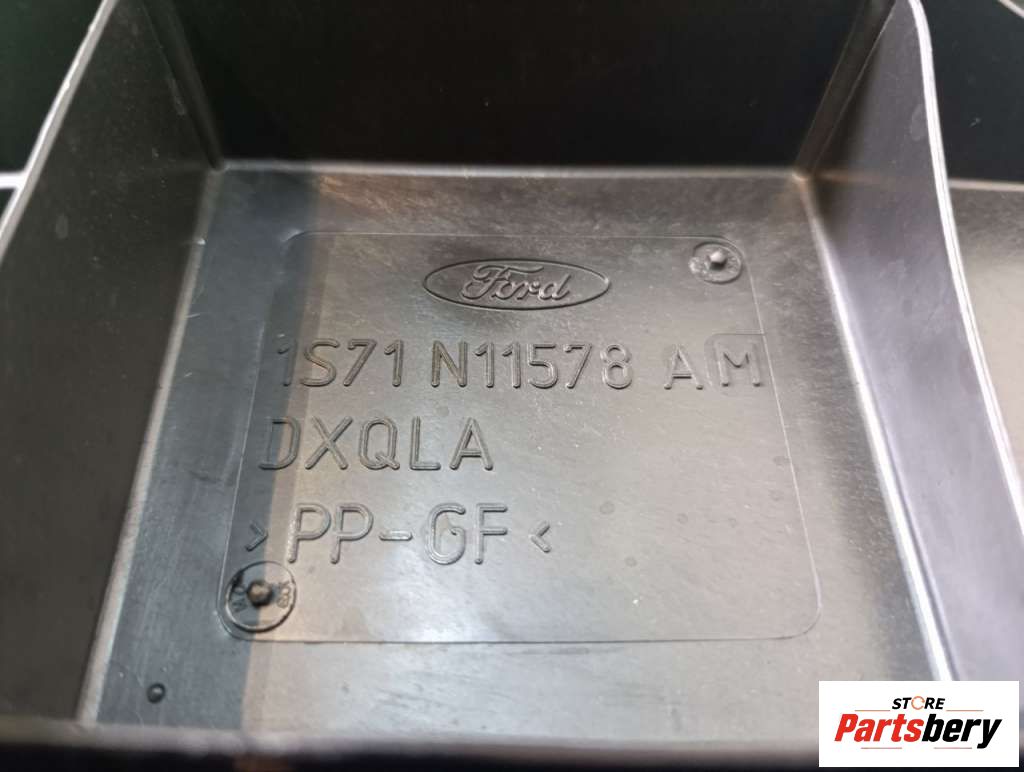 Ford
1S71 N11578 AM
DXQLA
>PP-GF<
STORE
Partsbery